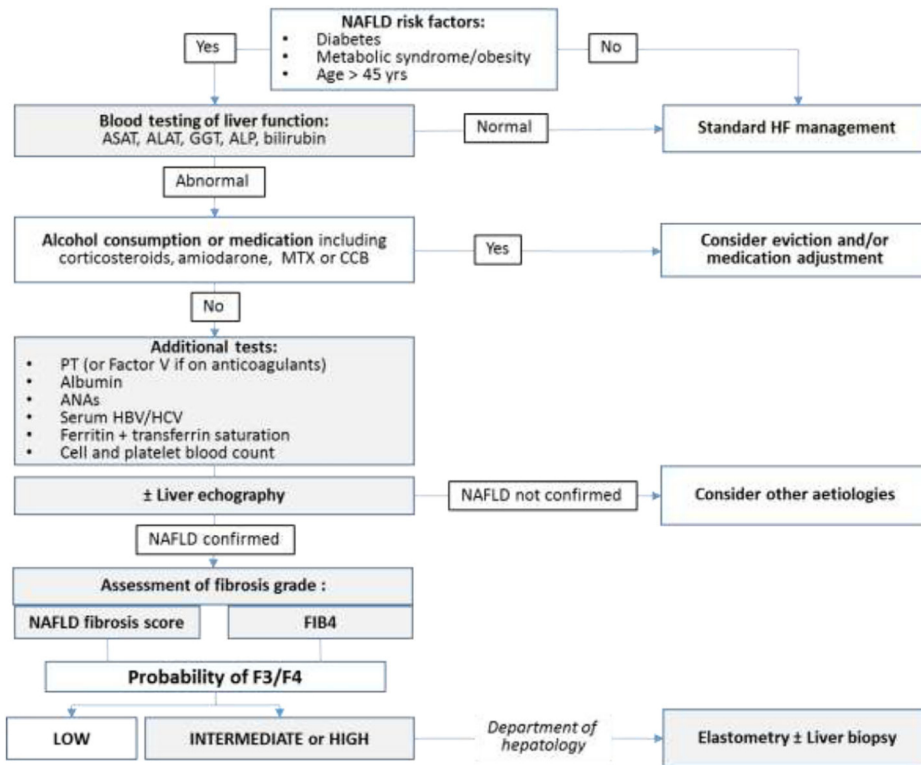 NAFLD risk factors:
• Diabetes
• Metabolic syndrome/obesity
• Age > 45 yrs
Yes
No
Blood testing of liver function:
ASAT, ALAT, GGT, ALP, bilirubin
Normal
Standard HF management
Abnormal
Alcohol consumption or medication including
corticosteroids, amiodarone, MTX or CCB
Yes
Consider eviction and/or
medication adjustment
No
Additional tests:
• PT (or Factor V if on anticoagulants)
• Albumin
• ANAs
• Serum HBV/HCV
• Ferritin + transferrin saturation
• Cell and platelet blood count
± Liver echography
NAFLD not confirmed
Consider other aetiologies
NAFLD confirmed
Assessment of fibrosis grade :
NAFLD fibrosis score
FIB4
Probability of F3/F4
LOW
INTERMEDIATE or HIGH
Department of
hepatology
Elastometry ± Liver biopsy